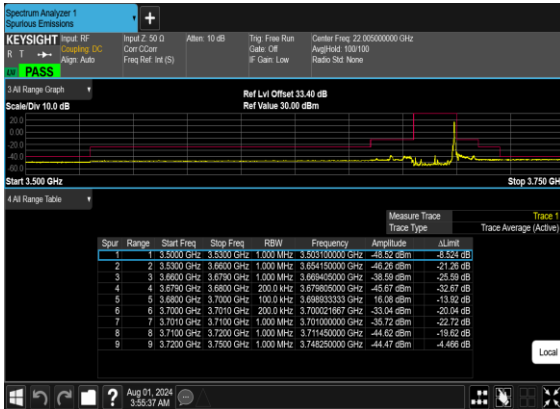 Spectrum Analyzer 1
Spurious Emissions
KEYSIGHT Input: RF Input Z: 50 Ω Atten: 10 dB Trig: Free Run Center Freq: 22.005000000 GHz
R T Coupling: DC Corr CCorr Gate: Off Avg|Hold: 100/100
Align: Auto Freq Ref: Int (S) IF Gain: Low Radio Std: None
PASS
3 All Range Graph Ref Lvl Offset 33.40 dB
Scale/Div 10.0 dB Ref Value 30.00 dBm
20.0
0.00
-20.0
-40.0
-60.0
Start 3.500 GHz Stop 3.750 GH
4 All Range Table
Measure Trace Trace 1
Trace Type Trace Average (Active)
Spur Range Start Freq Stop Freq RBW Frequency Amplitude ΔLimit
1 1 3.5000 GHz 3.5300 GHz 1.000 MHz 3.503100000 GHz -48.52 dBm -8.524 dB
2 2 3.5300 GHz 3.6600 GHz 1.000 MHz 3.654150000 GHz -46.26 dBm -21.26 dB
3 3 3.6600 GHz 3.6790 GHz 1.000 MHz 3.669405000 GHz -38.59 dBm -25.59 dB
4 4 3.6790 GHz 3.6800 GHz 200.0 kHz 3.679805000 GHz -45.67 dBm -32.67 dB
5 5 3.6800 GHz 3.7000 GHz 100.0 kHz 3.698933333 GHz 16.08 dBm -13.92 dB
6 6 3.7000 GHz 3.7010 GHz 200.0 kHz 3.700021667 GHz -33.04 dBm -20.04 dB
7 7 3.7010 GHz 3.7100 GHz 1.000 MHz 3.701000000 GHz -35.72 dBm -22.72 dB
8 8 3.7100 GHz 3.7200 GHz 1.000 MHz 3.711450000 GHz -44.62 dBm -19.62 dB
9 9 3.7200 GHz 3.7500 GHz 1.000 MHz 3.748250000 GHz -44.47 dBm -4.466 dB
Local
Aug 01, 2024
3:55:37 AM